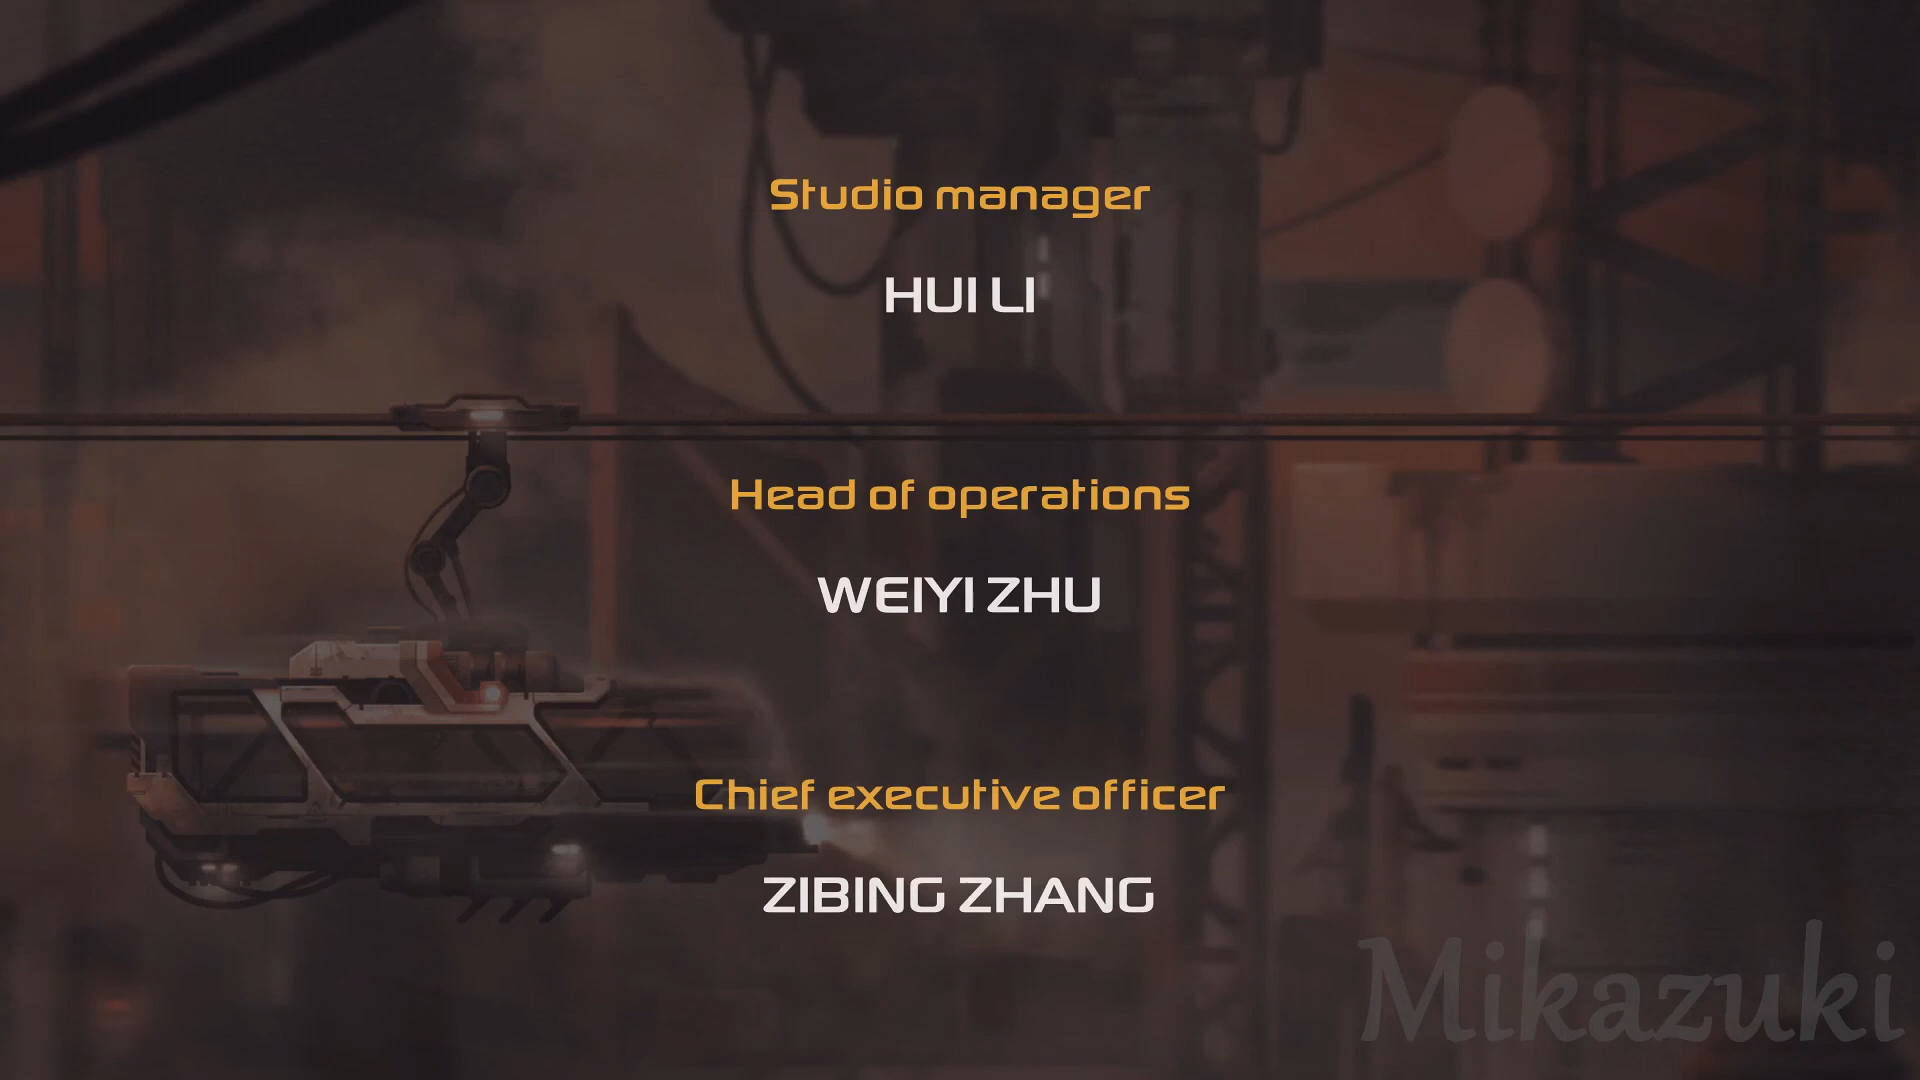 Studio manager
HUI LI
Head of operations
WEIYI ZHU
Chief executive officer
ZIBING ZHANG
Mikazuki